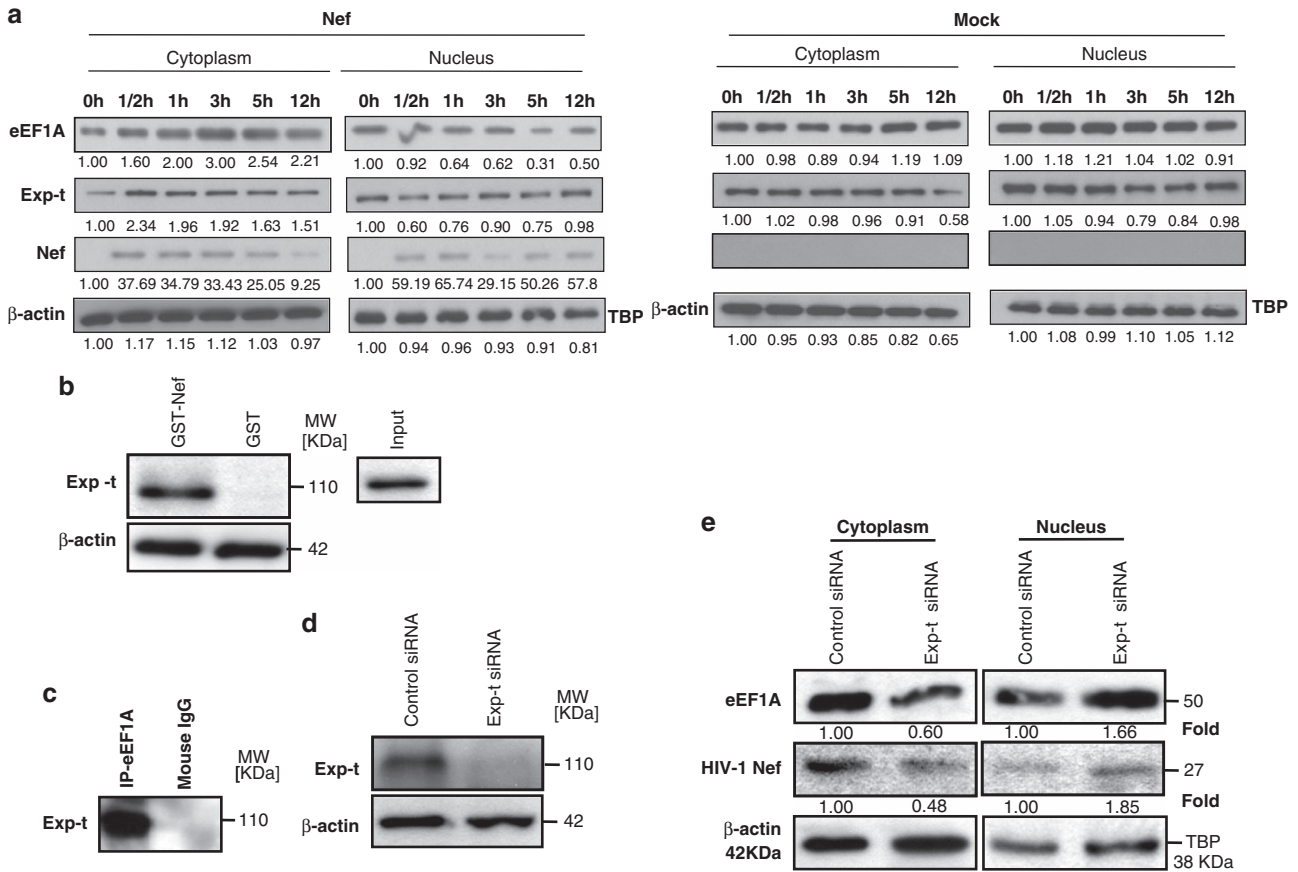 a
Nef
Cytoplasm Nucleus
0h 1/2h 1h 3h 5h 12h 0h 1/2h 1h 3h 5h 12h
eEF1A
1.00 1.60 2.00 3.00 2.54 2.21 1.00 0.92 0.64 0.62 0.31 0.50
Exp-t
1.00 2.34 1.96 1.92 1.63 1.51 1.00 0.60 0.76 0.90 0.75 0.98
Nef
1.00 37.69 34.79 33.43 25.05 9.25 1.00 59.19 65.74 29.15 50.26 57.8
β-actin TBP
1.00 1.17 1.15 1.12 1.03 0.97 1.00 0.94 0.96 0.93 0.91 0.81
Mock
Cytoplasm Nucleus
0h 1/2h 1h 3h 5h 12h 0h 1/2h 1h 3h 5h 12h
1.00 0.98 0.89 0.94 1.19 1.09 1.00 1.18 1.21 1.04 1.02 0.91
1.00 1.02 0.98 0.96 0.91 0.58 1.00 1.05 0.94 0.79 0.84 0.98
β-actin TBP
1.00 0.95 0.93 0.85 0.82 0.65 1.00 1.08 0.99 1.10 1.05 1.12
b
GST-Nef
GST
MW
[KDa]
Input
Exp -t 110
β-actin 42
c
IP-eEF1A
Mouse IgG
MW
[KDa]
Exp-t 110
d
Control siRNA
Exp-t siRNA
MW
[KDa]
Exp-t 110
β-actin 42
e
Cytoplasm Nucleus
Control siRNA
Exp-t siRNA
Control siRNA
Exp-t siRNA
eEF1A 50
1.00 0.60 1.00 1.66 Fold
HIV-1 Nef 27
1.00 0.48 1.00 1.85 Fold
β-actin TBP
42KDa 38 KDa